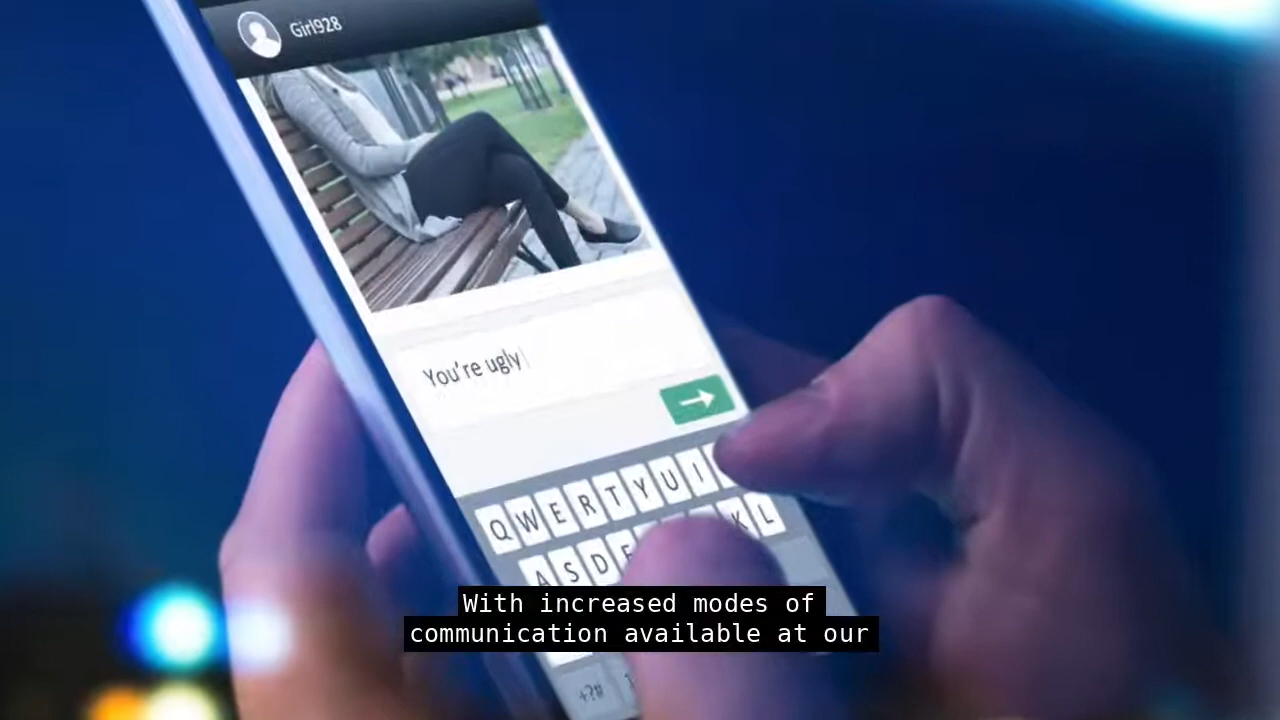 Girl928
You're ugly
Q W E R T Y U I
A S D F K L
+?#
With increased modes of
communication available at our